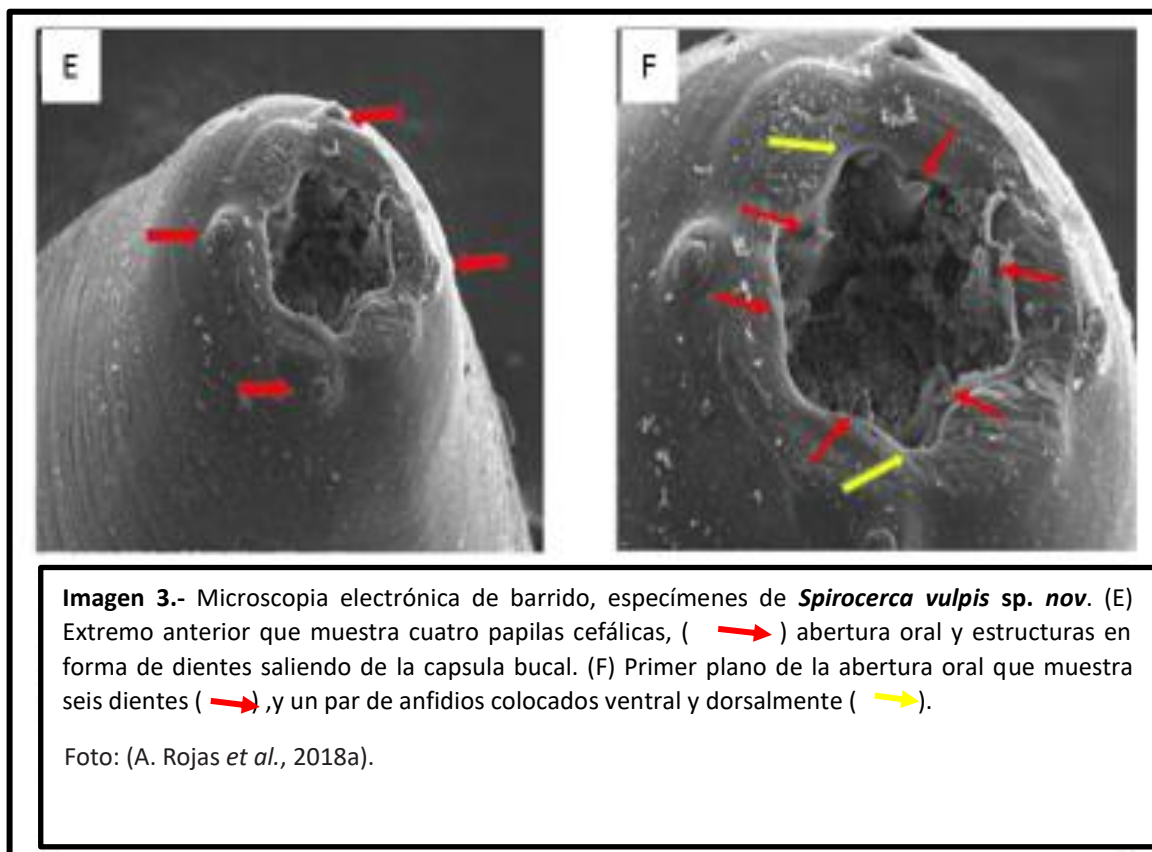 E
F
Imagen 3.- Microscopia electrónica de barrido, especímenes de Spirocerca vulpis sp. nov. (E)
Extremo anterior que muestra cuatro papilas cefálicas, ( ) abertura oral y estructuras en
forma de dientes saliendo de la capsula bucal. (F) Primer plano de la abertura oral que muestra
seis dientes ( ) ,y un par de anfidios colocados ventral y dorsalmente ( ).
Foto: (A. Rojas et al., 2018a).